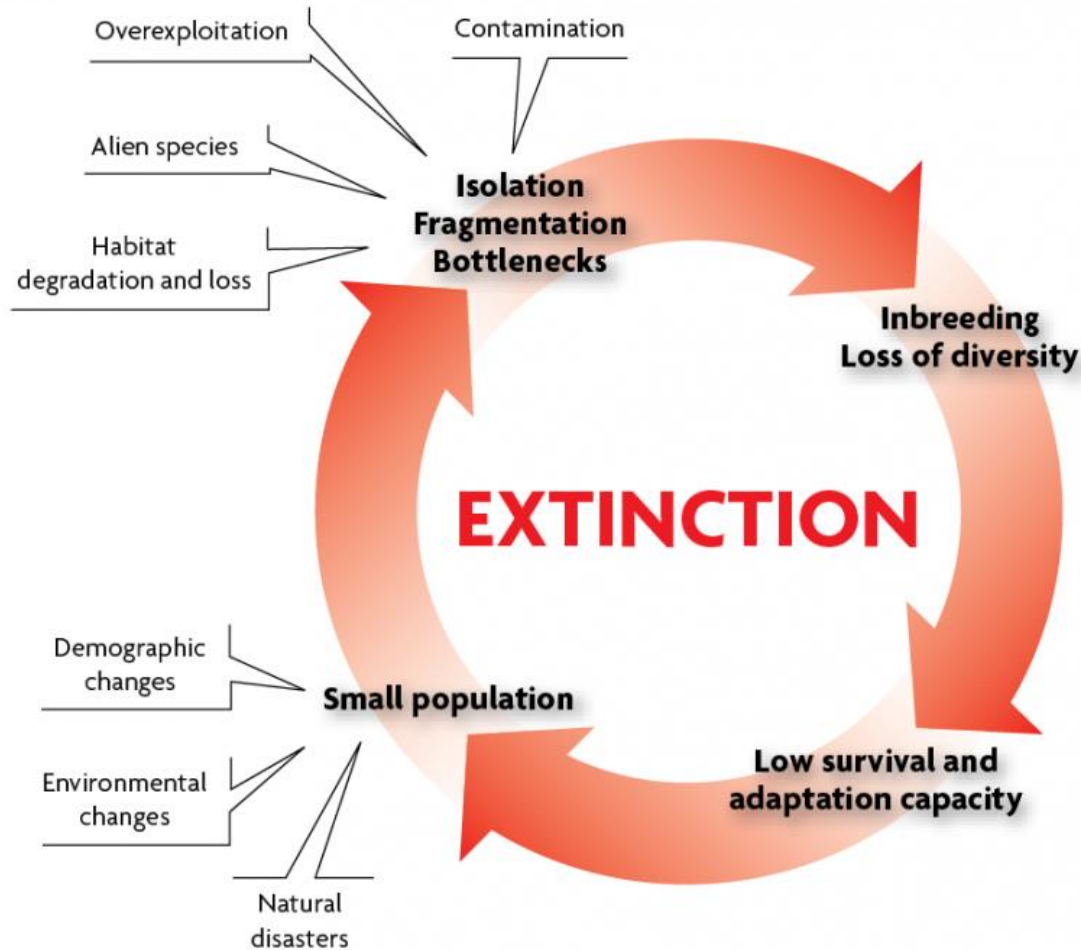 Overexploitation
Contamination
Alien species
Habitat
degradation and loss
Isolation
Fragmentation
Bottlenecks
Inbreeding
Loss of diversity
EXTINCTION
Low survival and
adaptation capacity
Small population
Demographic
changes
Environmental
changes
Natural
disasters